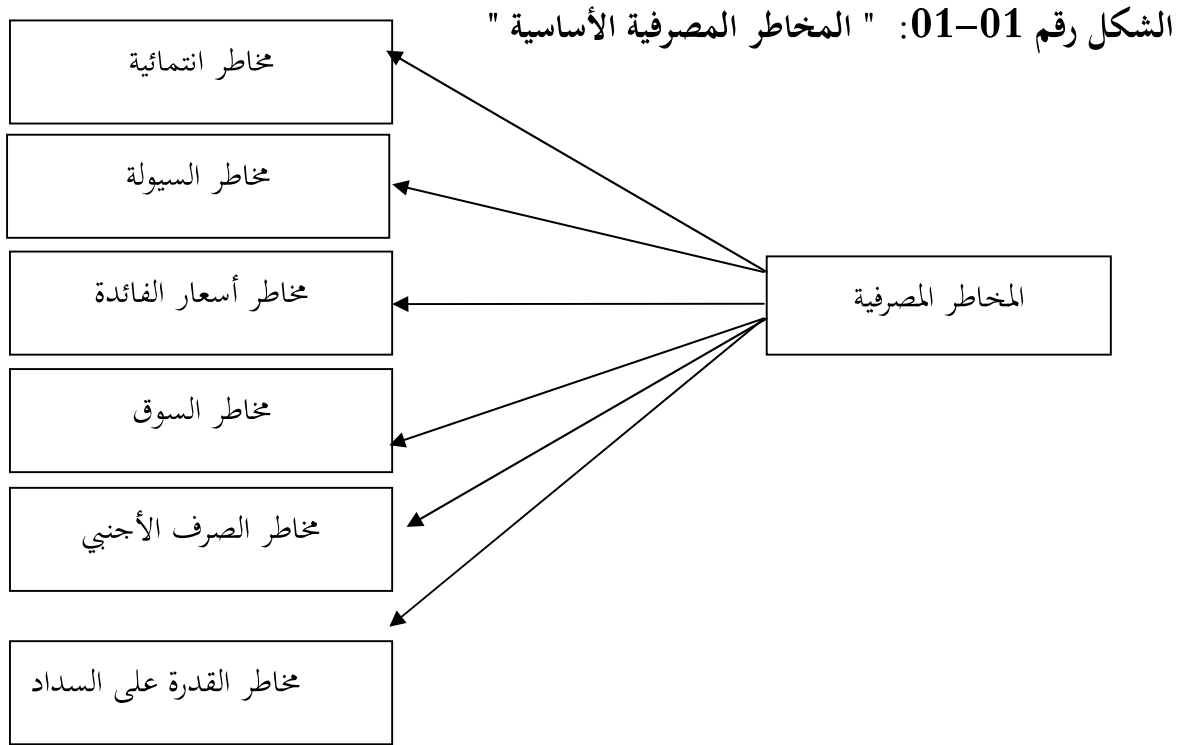 الشكل رقم 01-01: " المخاطر المصرفية الأساسية "
مخاطر انتمائية
مخاطر السيولة
مخاطر أسعار الفائدة
المخاطر المصرفية
مخاطر السوق
مخاطر الصرف الأجنبي
مخاطر القدرة على السداد